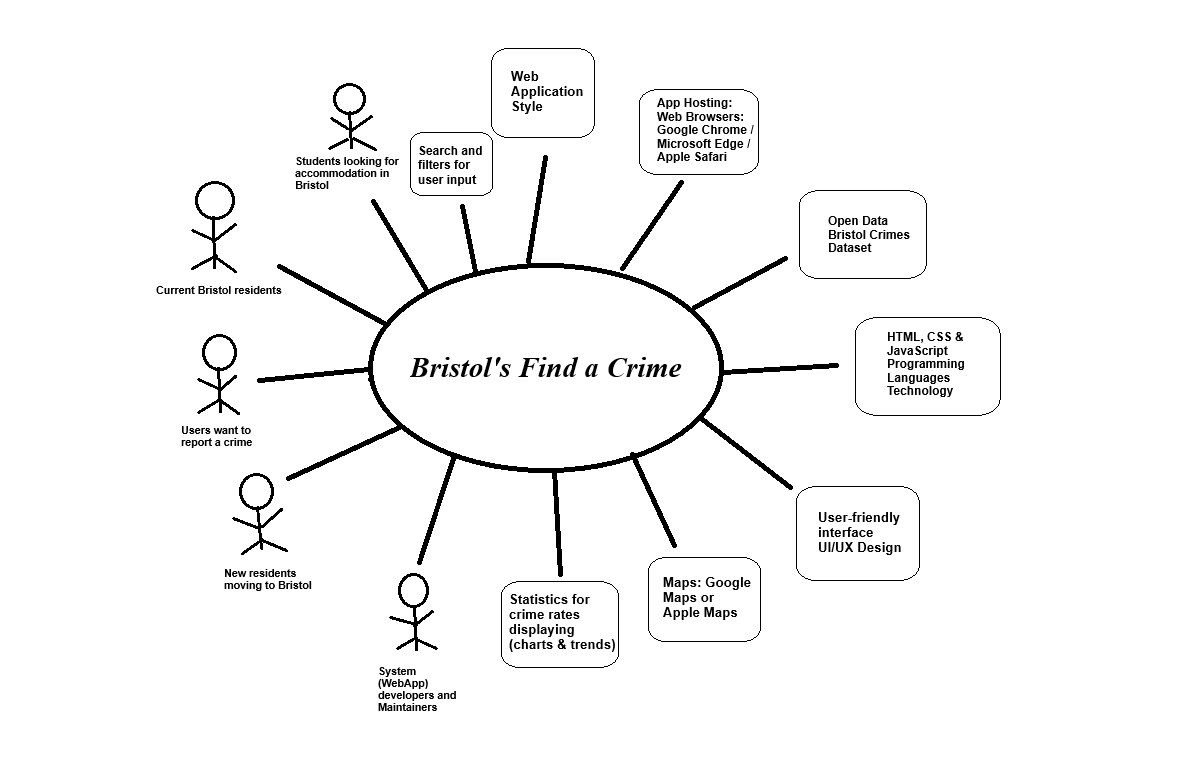 Web
Application
Style
App Hosting:
Web Browsers:
Google Chrome /
Microsoft Edge /
Apple Safari
Students looking for
accommodation in
Bristol
Search and
filters for
user input
Open Data
Bristol Crimes
Dataset
Current Bristol residents
HTML, CSS &
JavaScript
Programming
Languages
Technology
Bristol's Find a Crime
Users want to
report a crime
User-friendly
interface
UI/UX Design
New residents
moving to Bristol
Maps: Google
Maps or
Apple Maps
Statistics for
crime rates
displaying
(charts & trends)
System
(WebApp)
developers and
Maintainers